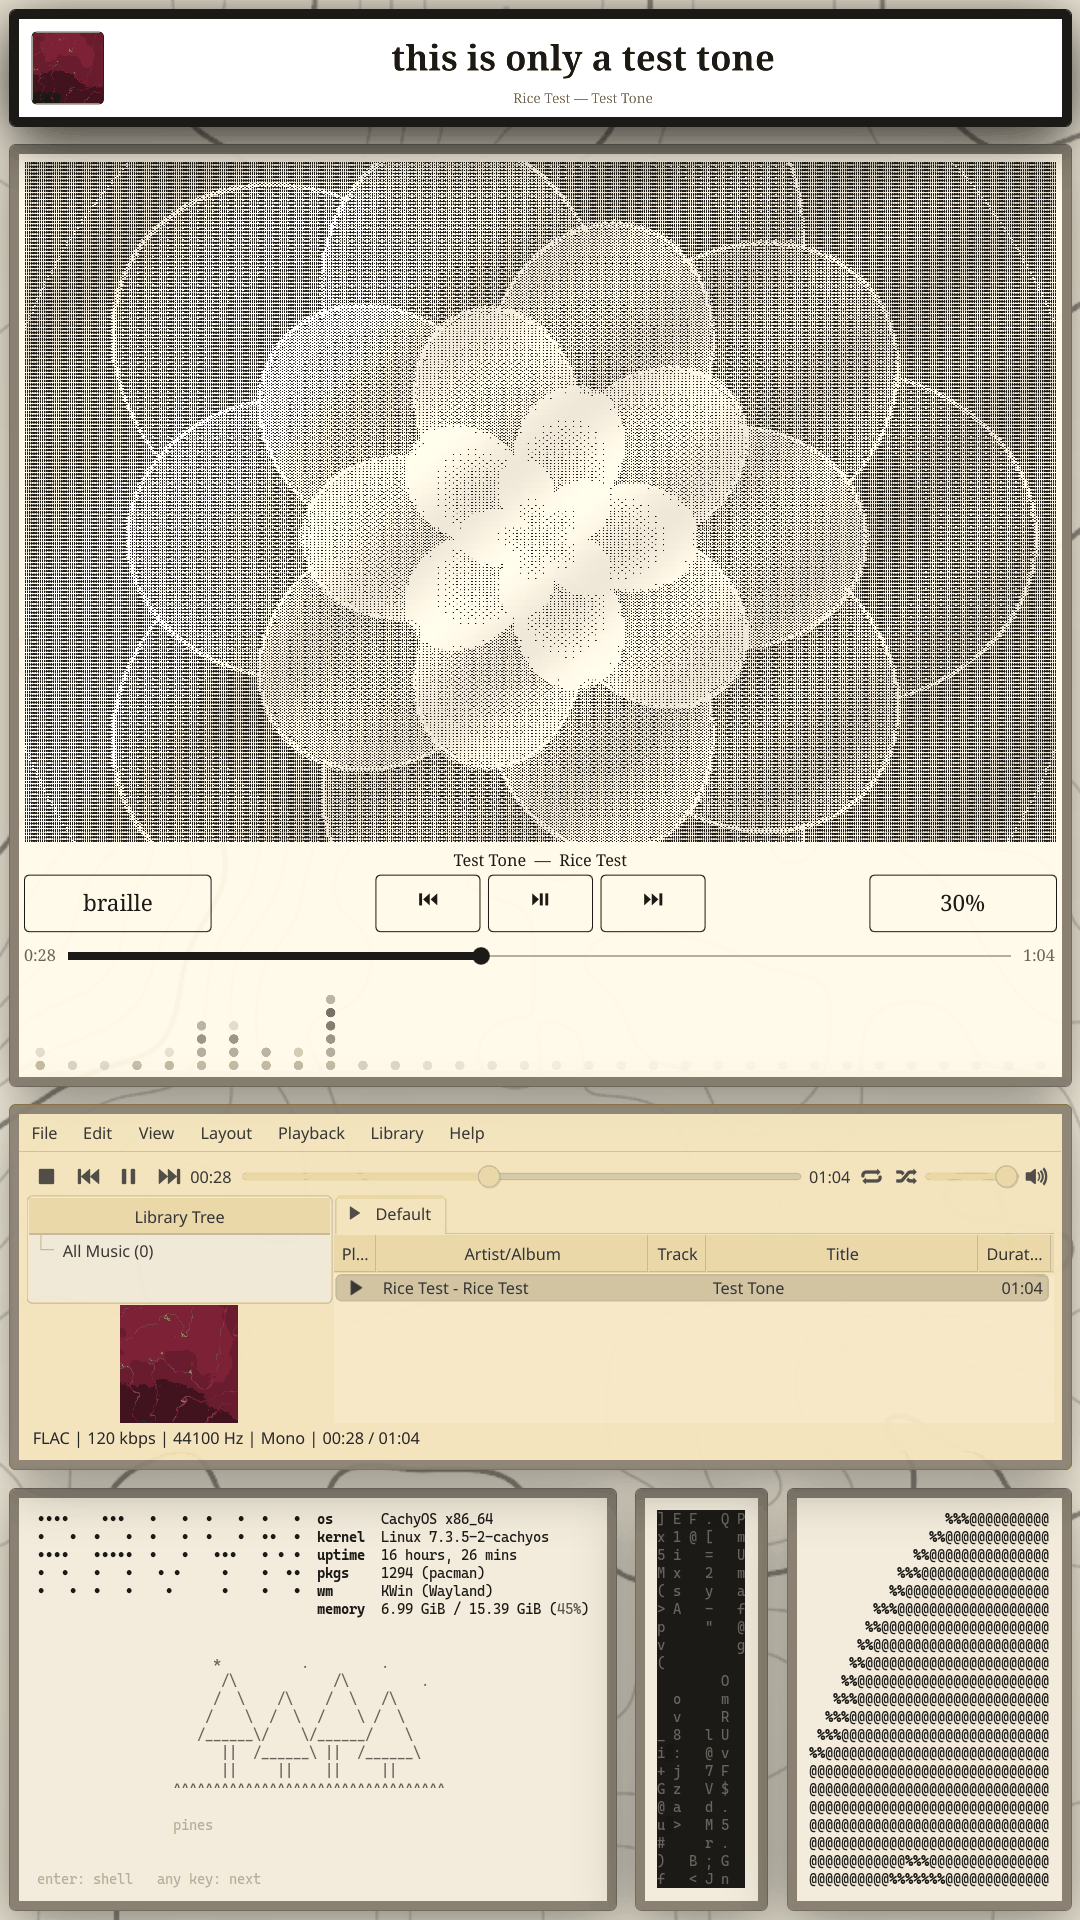 this is only a test tone
Rice Test — Test Tone
Test Tone — Rice Test
braille
30%
0:28
1:04
File Edit View Layout Playback Library Help
00:28
01:04
Library Tree
All Music (0)
Default
Pl... Artist/Album Track Title Durat...
Rice Test - Rice Test Test Tone 01:04
FLAC | 120 kbps | 44100 Hz | Mono | 00:28 / 01:04
os CachyOS x86_64
kernel Linux 7.3.5-2-cachyos
uptime 16 hours, 26 mins
pkgs 1294 (pacman)
wm KWin (Wayland)
memory 6.99 GiB / 15.39 GiB (45%)
pines
enter: shell any key: next